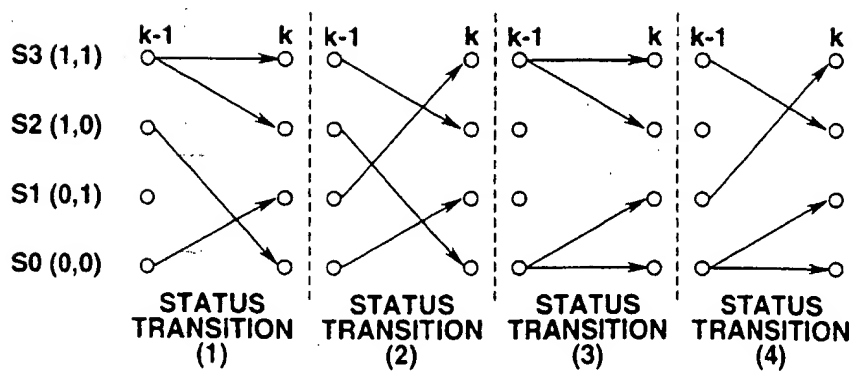 k-1 k k-1 k k-1 k k-1 k
S3 (1,1)
S2 (1,0)
S1 (0,1)
S0 (0,0)
STATUS TRANSITION (1)
STATUS TRANSITION (2)
STATUS TRANSITION (3)
STATUS TRANSITION (4)